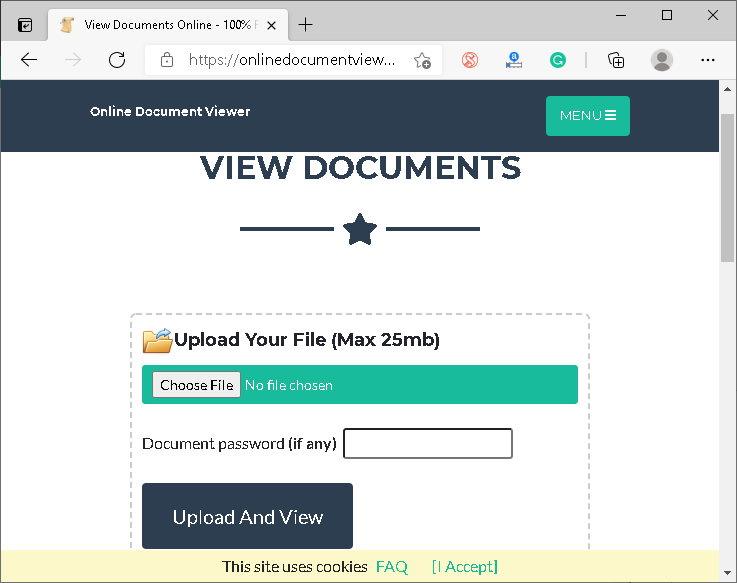 View Documents Online - 100% F
https://onlinedocumentview...
Online Document Viewer
MENU
VIEW DOCUMENTS
Upload Your File (Max 25mb)
Choose File No file chosen
Document password (if any)
Upload And View
This site uses cookies FAQ [I Accept]